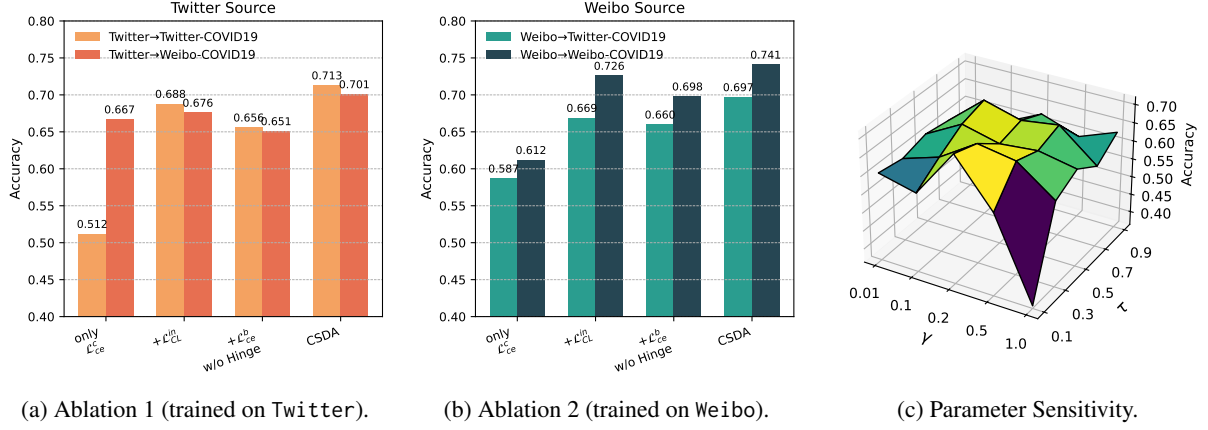 Twitter Source
Accuracy
0.80
0.75
0.70
0.65
0.60
0.55
0.50
0.45
0.40
Twitter→Twitter-COVID19
Twitter→Weibo-COVID19
0.512
0.667
0.688
0.676
0.656
0.651
0.713
0.701
only
ℒ^c_ce
+ℒ^in_CL
+ℒ^b_ce
w/o Hinge
CSDA
(a) Ablation 1 (trained on Twitter).
Weibo Source
Accuracy
0.80
0.75
0.70
0.65
0.60
0.55
0.50
0.45
0.40
Weibo→Twitter-COVID19
Weibo→Weibo-COVID19
0.587
0.612
0.669
0.726
0.660
0.698
0.697
0.741
only
ℒ^c_ce
+ℒ^in_CL
+ℒ^b_ce
w/o Hinge
CSDA
(b) Ablation 2 (trained on Weibo).
0.70
0.65
0.60
0.55
0.50
0.45
0.40
Accuracy
0.01
0.1
0.2
0.5
1.0
γ
0.1
0.3
0.5
0.7
0.9
τ
(c) Parameter Sensitivity.